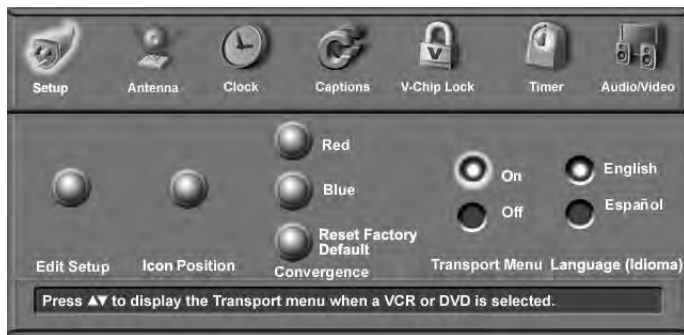 Setup
Antenna
Clock
Captions
V-Chip Lock
Timer
Audio/Video
Red
Blue
Reset Factory
Default
On
Off
English
Español
Edit Setup
Icon Position
Convergence
Transport Menu
Language (Idioma)
Press ▲▼ to display the Transport menu when a VCR or DVD is selected.